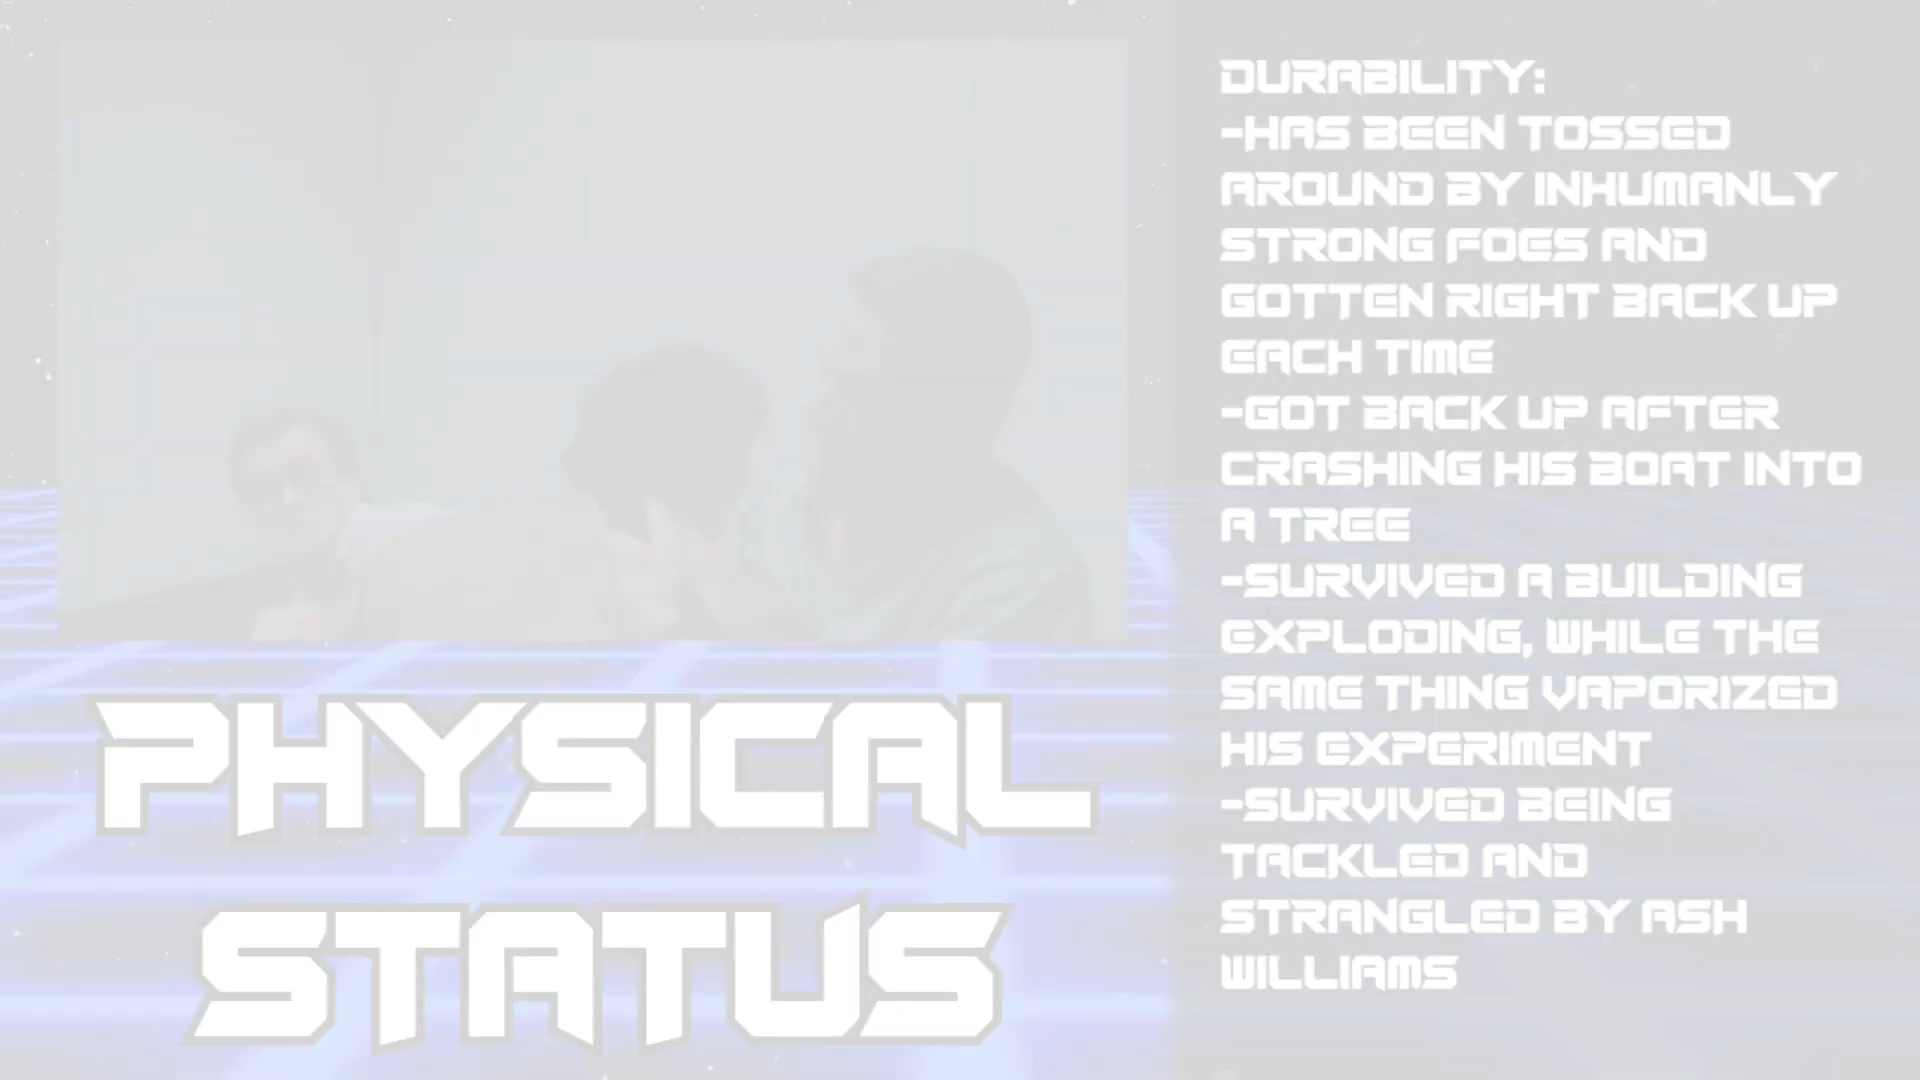 DURABILITY:
-HAS BEEN TOSSED
AROUND BY INHUMANLY
STRONG FOES AND
GOTTEN RIGHT BACK UP
EACH TIME
-GOT BACK UP AFTER
CRASHING HIS BOAT INTO
A TREE
-SURVIVED A BUILDING
EXPLODING, WHILE THE
SAME THING VAPORIZED
HIS EXPERIMENT
-SURVIVED BEING
TACKLED AND
STRANGLED BY ASH
WILLIAMS
PHYSICAL
STATUS